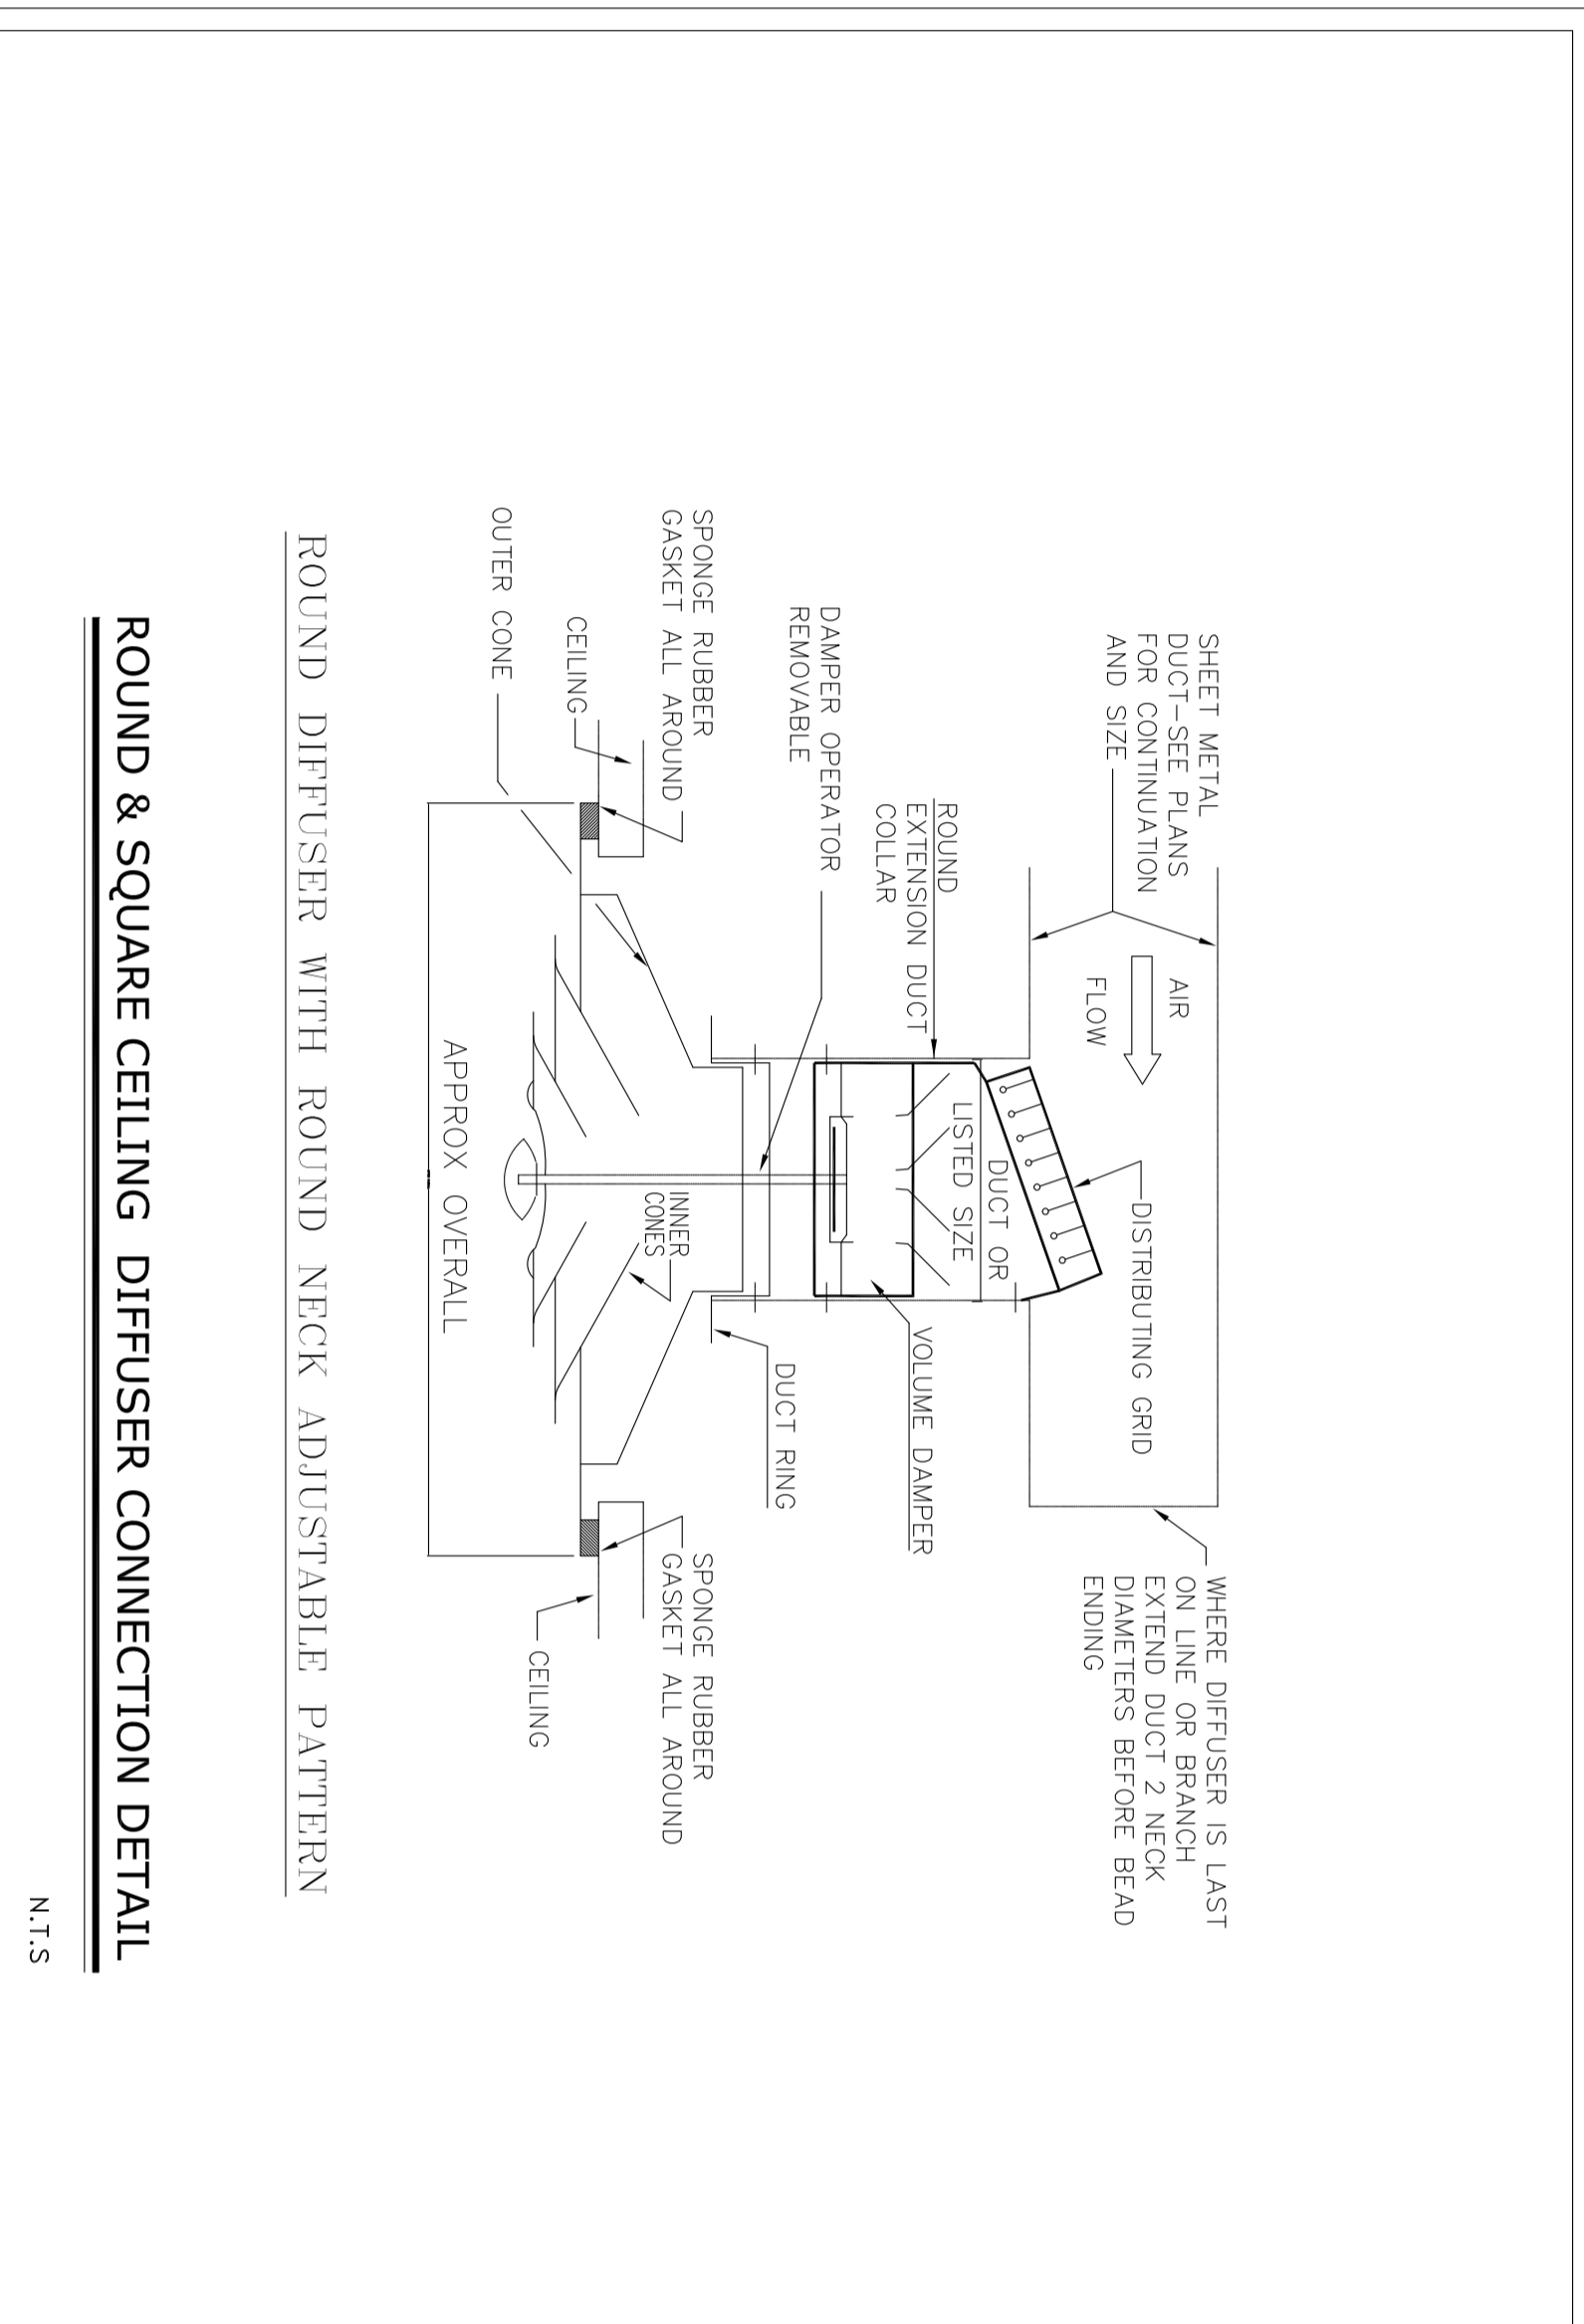 SHEET METAL
DUCT-SEE PLANS
FOR CONTINUATION
AND SIZE
AIR
FLOW
WHERE DIFFUSER IS LAST
ON LINE OR BRANCH
EXTEND DUCT 2 NECK
DIAMETERS BEFORE BEAD
ENDING
DISTRIBUTING GRID
DUCT OR
LISTED SIZE
ROUND
EXTENSION DUCT
COLLAR
VOLUME DAMPER
DAMPER OPERATOR
REMOVABLE
DUCT RING
SPONGE RUBBER
GASKET ALL AROUND
INNER
CONES
SPONGE RUBBER
GASKET ALL AROUND
CEILING
CEILING
OUTER CONE
APPROX OVERALL
ROUND DIFFUSER WITH ROUND NECK ADJUSTABLE PATTERN
ROUND & SQUARE CEILING DIFFUSER CONNECTION DETAIL
N.T.S